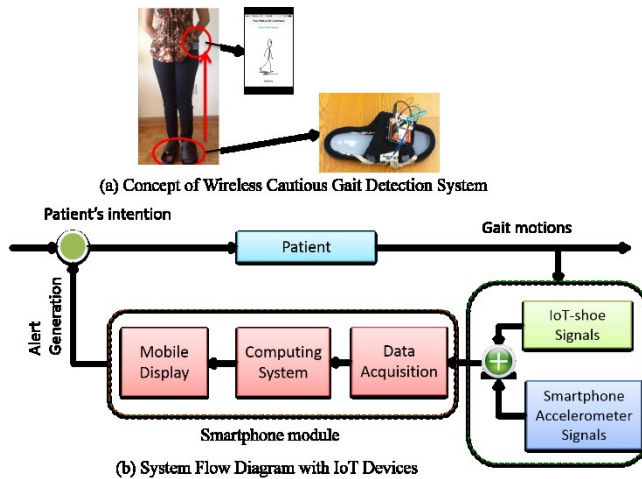 (a) Concept of Wireless Cautious Gait Detection System
Patient's intention
Gait motions
Patient
Alert
Generation
IoT-shoe
Signals
Mobile
Display
Computing
System
Data
Acquisition
Smartphone
Accelerometer
Signals
Smartphone module
(b) System Flow Diagram with IoT Devices